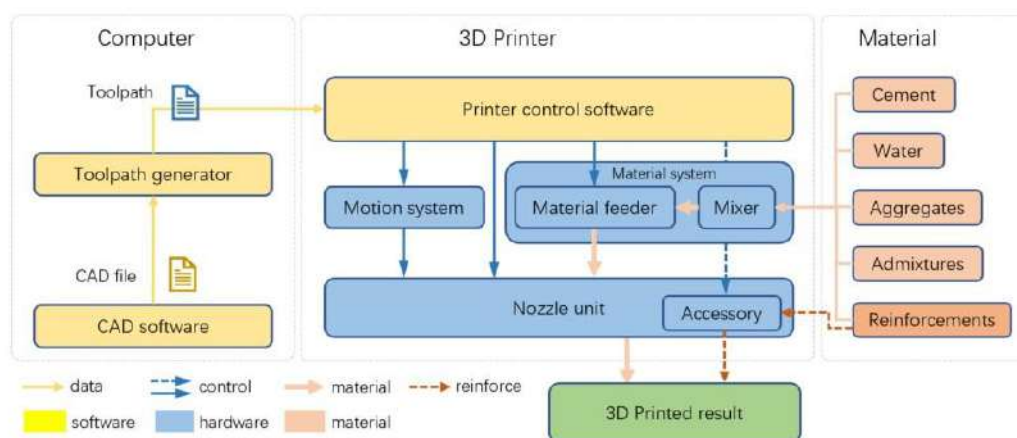 Computer
3D Printer
Material
Toolpath
Toolpath generator
CAD file
CAD software
Printer control software
Material system
Motion system
Material feeder
Mixer
Nozzle unit
Accessory
Cement
Water
Aggregates
Admixtures
Reinforcements
data
control
material
reinforce
software
hardware
material
3D Printed result